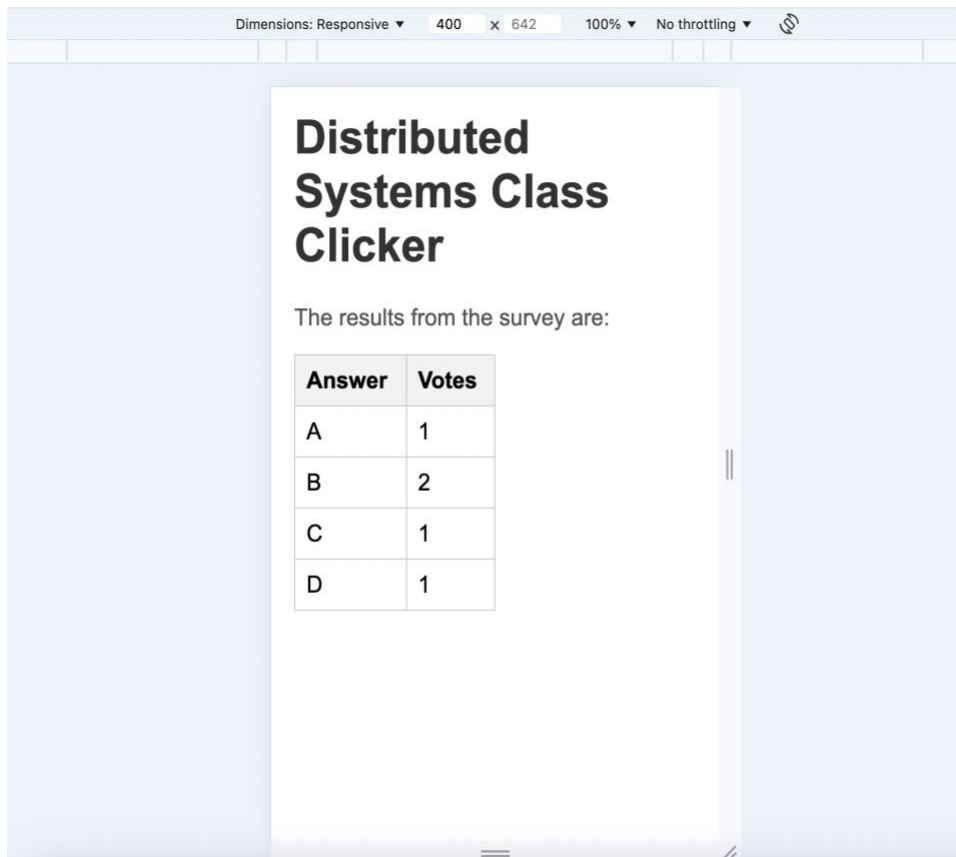 Dimensions: Responsive ▼ 400 x 642 100% ▼ No throttling ▼
Distributed
Systems Class
Clicker
The results from the survey are:
Answer Votes
A 1
B 2
C 1
D 1